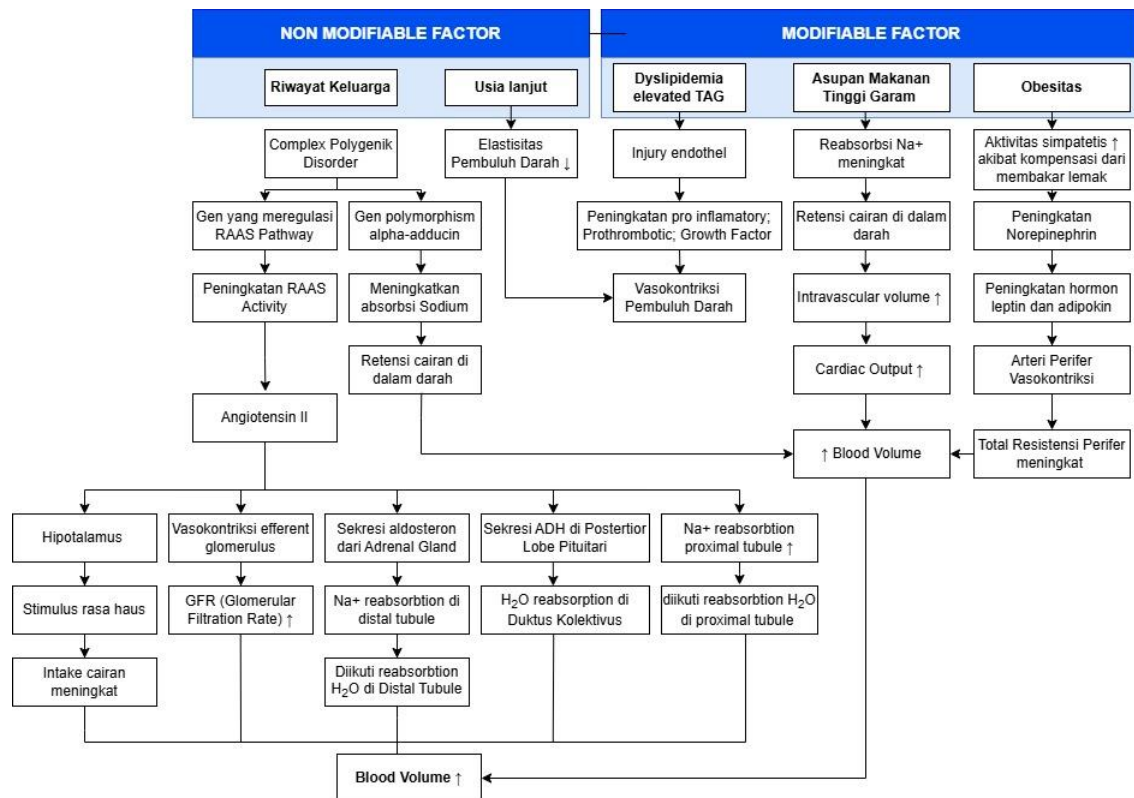 NON MODIFIABLE FACTOR
MODIFIABLE FACTOR
Riwayat Keluarga
Usia lanjut
Dyslipidemia
elevated TAG
Asupan Makanan
Tinggi Garam
Obesitas
Complex Polygenik
Disorder
Elastisitas
Pembuluh Darah ↓
Injury endothel
Reabsorbsi Na+
meningkat
Aktivitas simpatetis ↑
akibat kompensasi dari
membakar lemak
Gen yang meregulasi
RAAS Pathway
Gen polymorphism
alpha-adducin
Peningkatan pro inflamatory;
Prothrombotic; Growth Factor
Retensi cairan di dalam
darah
Peningkatan
Norepinephrin
Peningkatan RAAS
Activity
Meningkatkan
absorbsi Sodium
Vasokontriksi
Pembuluh Darah
Intravascular volume ↑
Peningkatan hormon
leptin dan adipokin
Retensi cairan di
dalam darah
Cardiac Output ↑
Arteri Perifer
Vasokontriksi
Angiotensin II
↑ Blood Volume
Total Resistensi Perifer
meningkat
Hipotalamus
Vasokontriksi efferent
glomerulus
Sekresi aldosteron
dari Adrenal Gland
Sekresi ADH di Postertior
Lobe Pituitari
Na+ reabsorbtion
proximal tubule ↑
Stimulus rasa haus
GFR (Glomerular
Filtration Rate) ↑
Na+ reabsorbtion di
distal tubule
H2O reabsorption di
Duktus Kolektivus
diikuti reabsorbtion H2O
di proximal tubule
Intake cairan
meningkat
Diikuti reabsorbtion
H2O di Distal Tubule
Blood Volume ↑